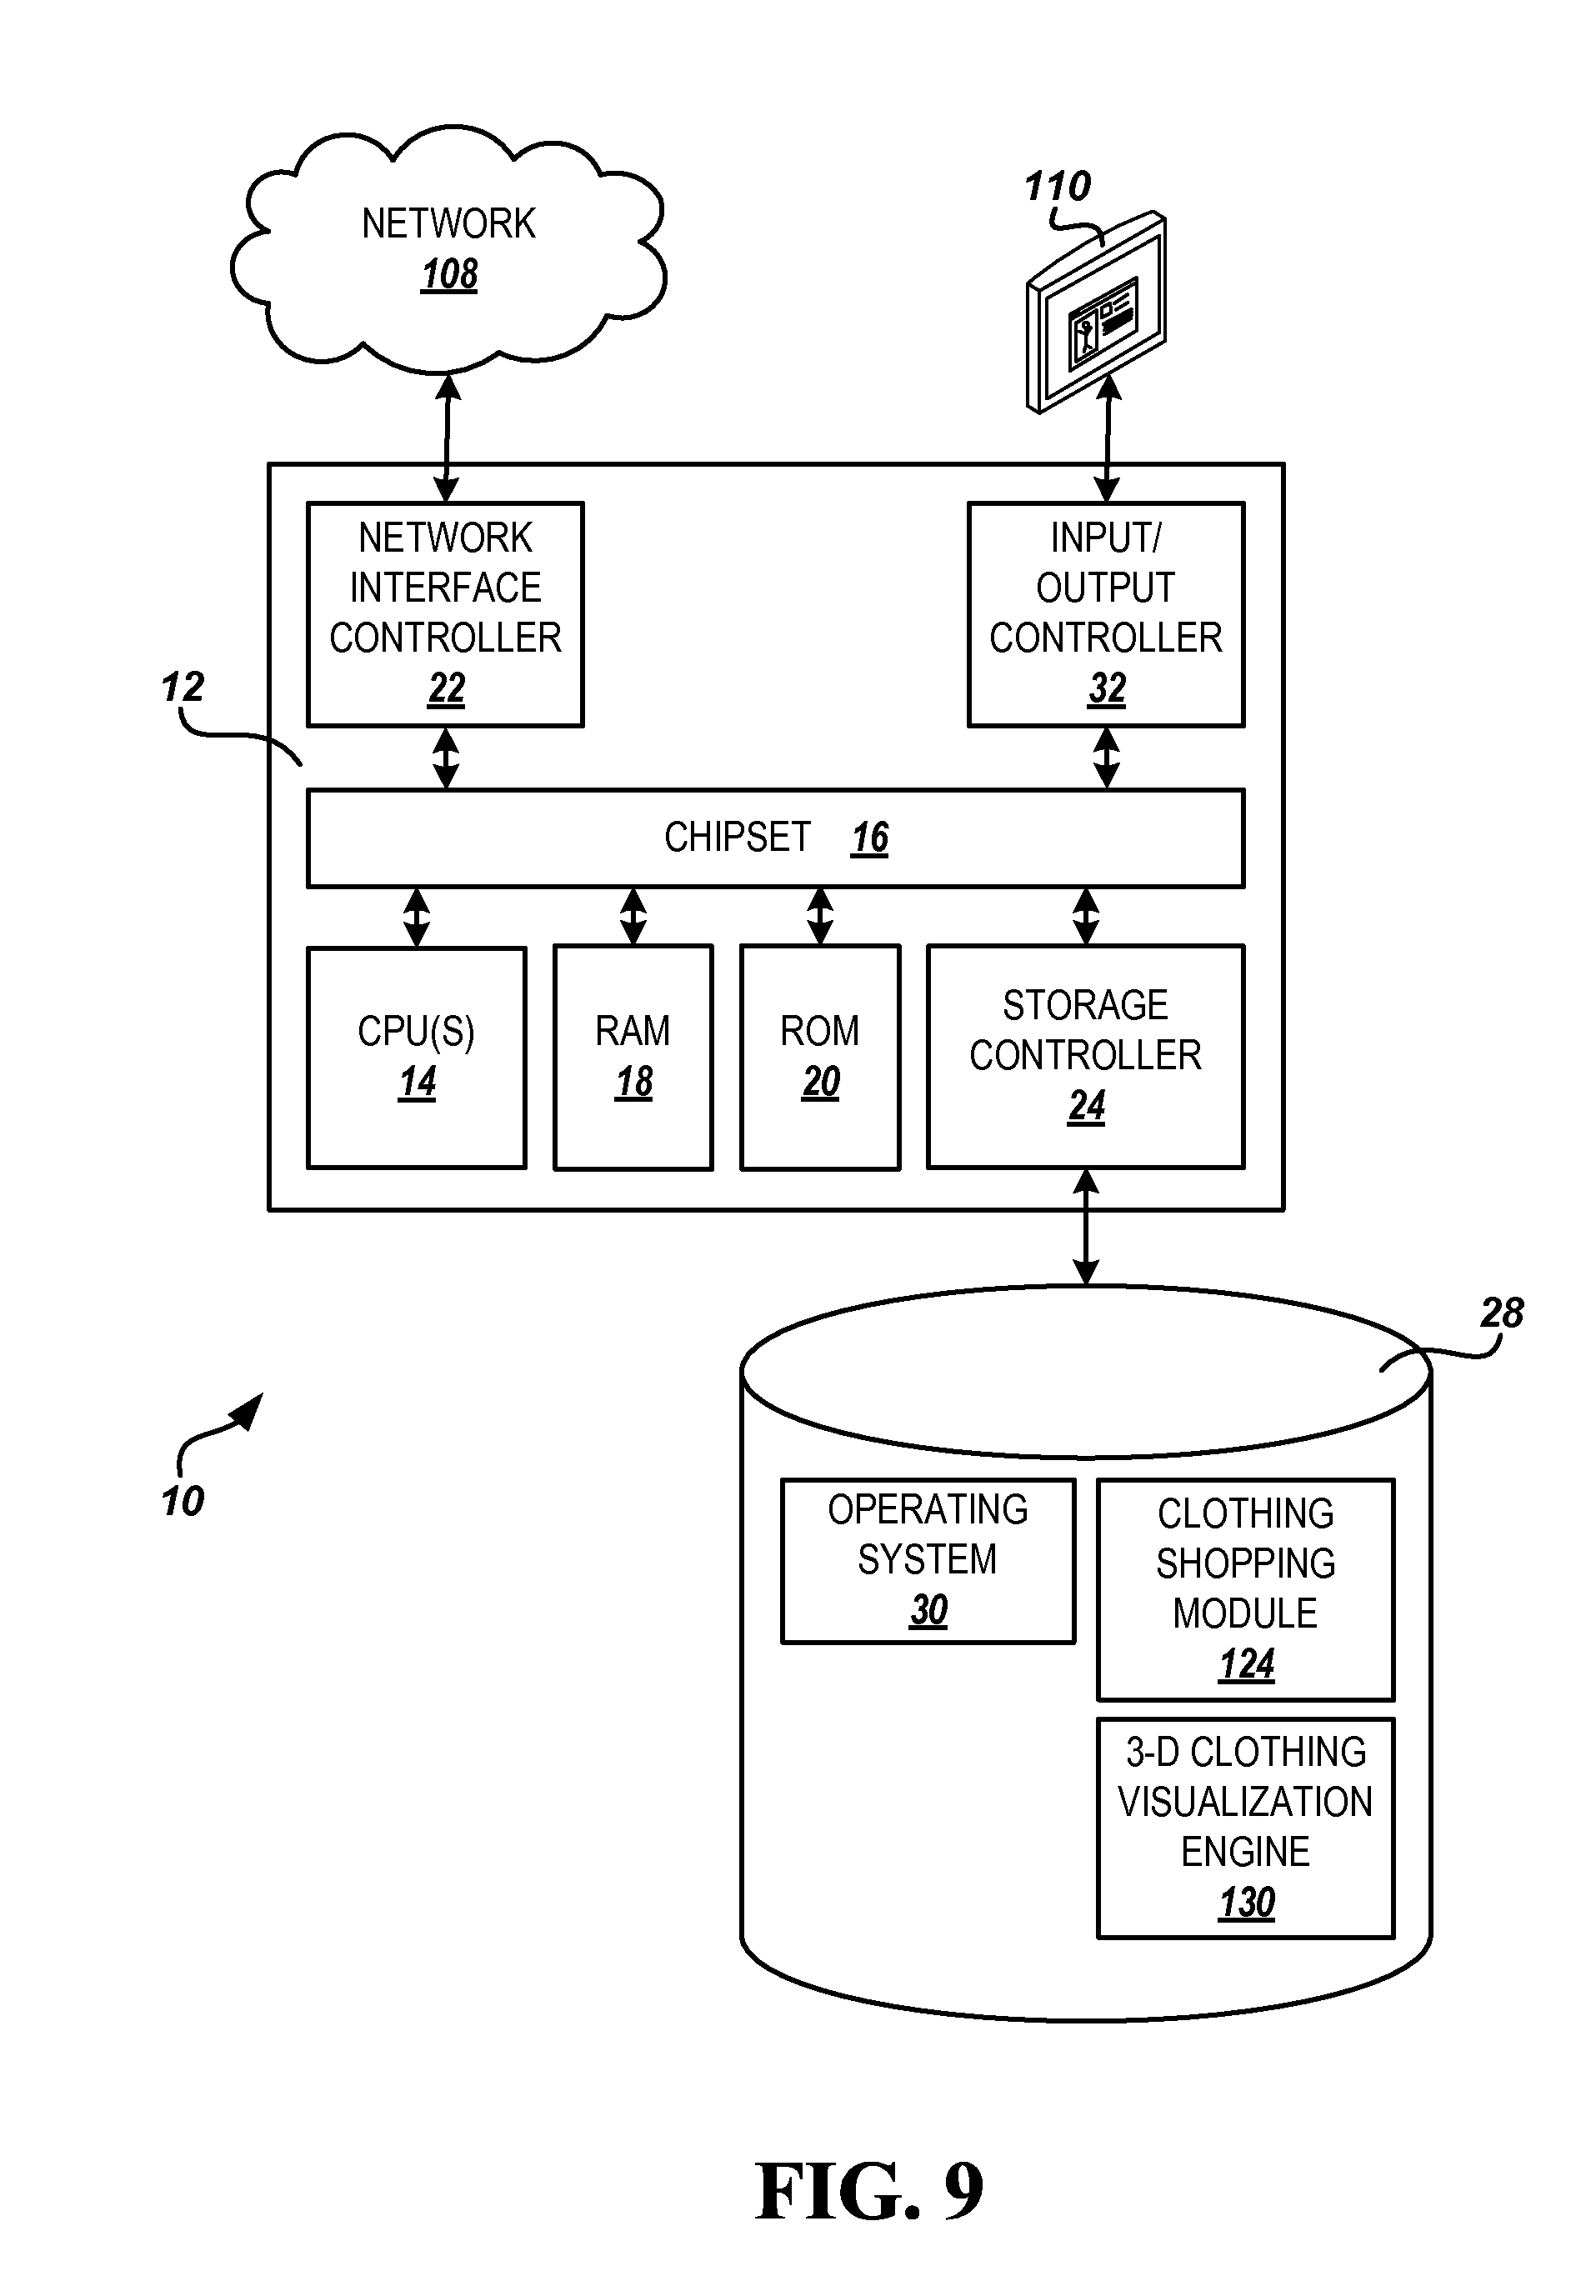 NETWORK
108
110
NETWORK
INTERFACE
CONTROLLER
22
INPUT/
OUTPUT
CONTROLLER
32
12
CHIPSET 16
CPU(S)
14
RAM
18
ROM
20
STORAGE
CONTROLLER
24
28
10
OPERATING
SYSTEM
30
CLOTHING
SHOPPING
MODULE
124
3-D CLOTHING
VISUALIZATION
ENGINE
130
FIG. 9